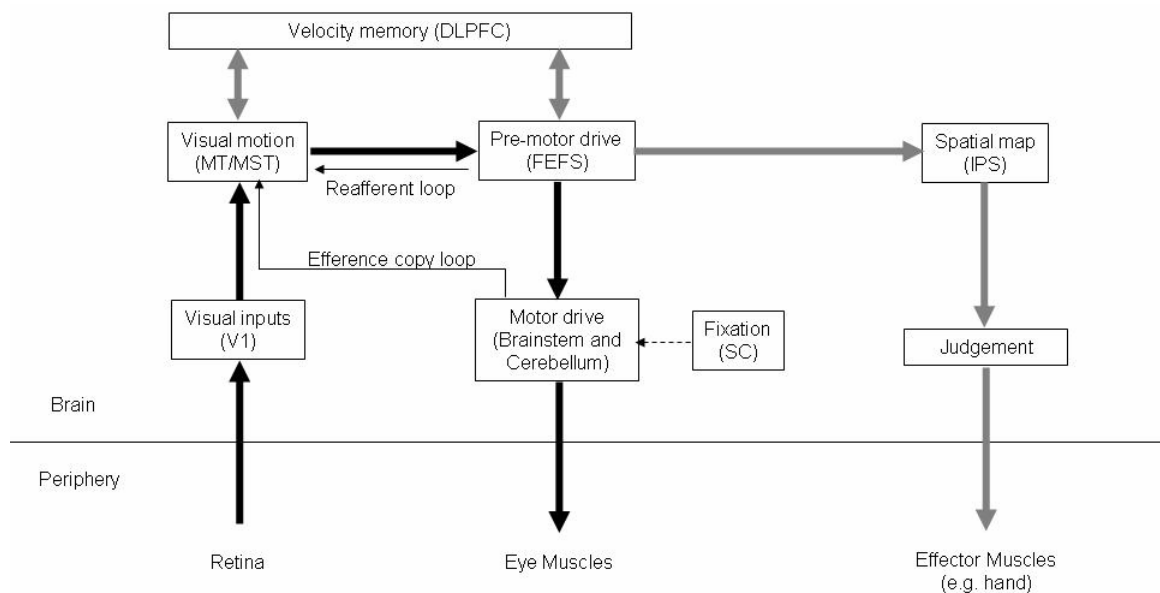 Velocity memory (DLPFC)
Visual motion
(MT/MST)
Pre-motor drive
(FEFS)
Spatial map
(IPS)
Reafferent loop
Efference copy loop
Visual inputs
(V1)
Motor drive
(Brainstem and
Cerebellum)
Fixation
(SC)
Judgement
Brain
Periphery
Retina
Eye Muscles
Effector Muscles
(e.g. hand)